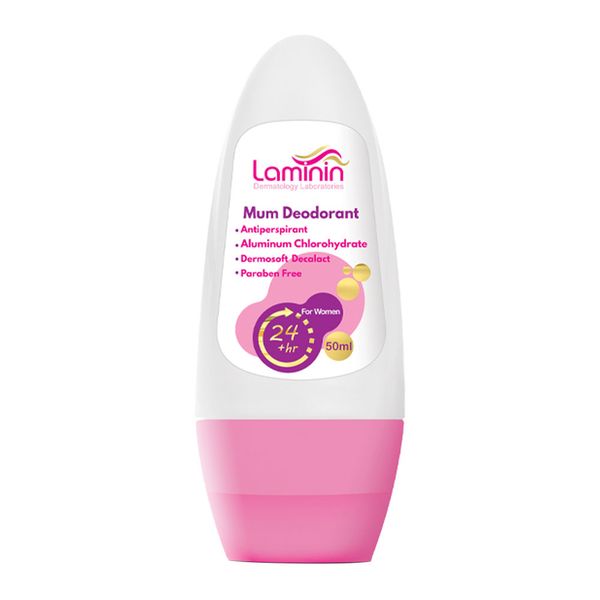 Laminin
Dermatology Laboratories
Mum Deodorant
• Antiperspirant
• Aluminum Chlorohydrate
• Dermosoft Decalact
• Paraben Free
For Women
24
+hr
50ml